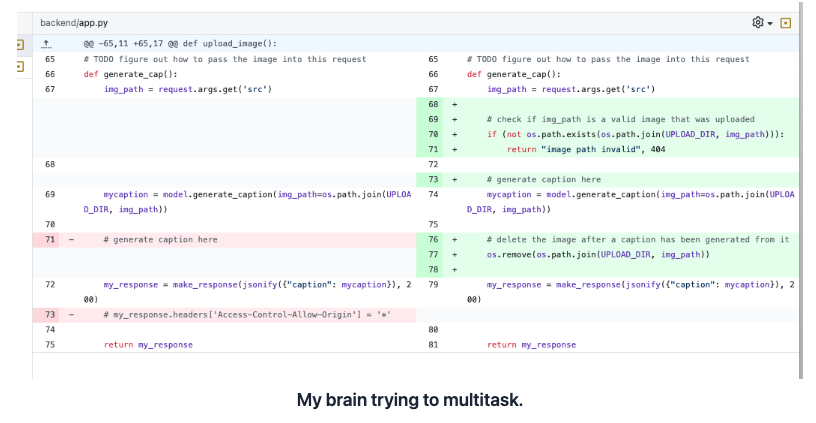 backend/app.py
@@ -65,11 +65,17 @@ def upload_image():
65 # TODO figure out how to pass the image into this request
66 def generate_cap():
67 img_path = request.args.get('src')
68
69 mycaption = model.generate_caption(img_path=os.path.join(UPLOA
D_DIR, img_path))
70
71 - # generate caption here
72 my_response = make_response(jsonify({"caption": mycaption}), 2
00)
73 - # my_response.headers['Access-Control-Allow-Origin'] = '*'
74
75 return my_response
65 # TODO figure out how to pass the image into this request
66 def generate_cap():
67 img_path = request.args.get('src')
68 +
69 + # check if img_path is a valid image that was uploaded
70 + if (not os.path.exists(os.path.join(UPLOAD_DIR, img_path))):
71 + return "image path invalid", 404
72
73 + # generate caption here
74 mycaption = model.generate_caption(img_path=os.path.join(UPLOA
D_DIR, img_path))
75
76 + # delete the image after a caption has been generated from it
77 + os.remove(os.path.join(UPLOAD_DIR, img_path))
78 +
79 my_response = make_response(jsonify({"caption": mycaption}), 2
00)
80
81 return my_response
My brain trying to multitask.